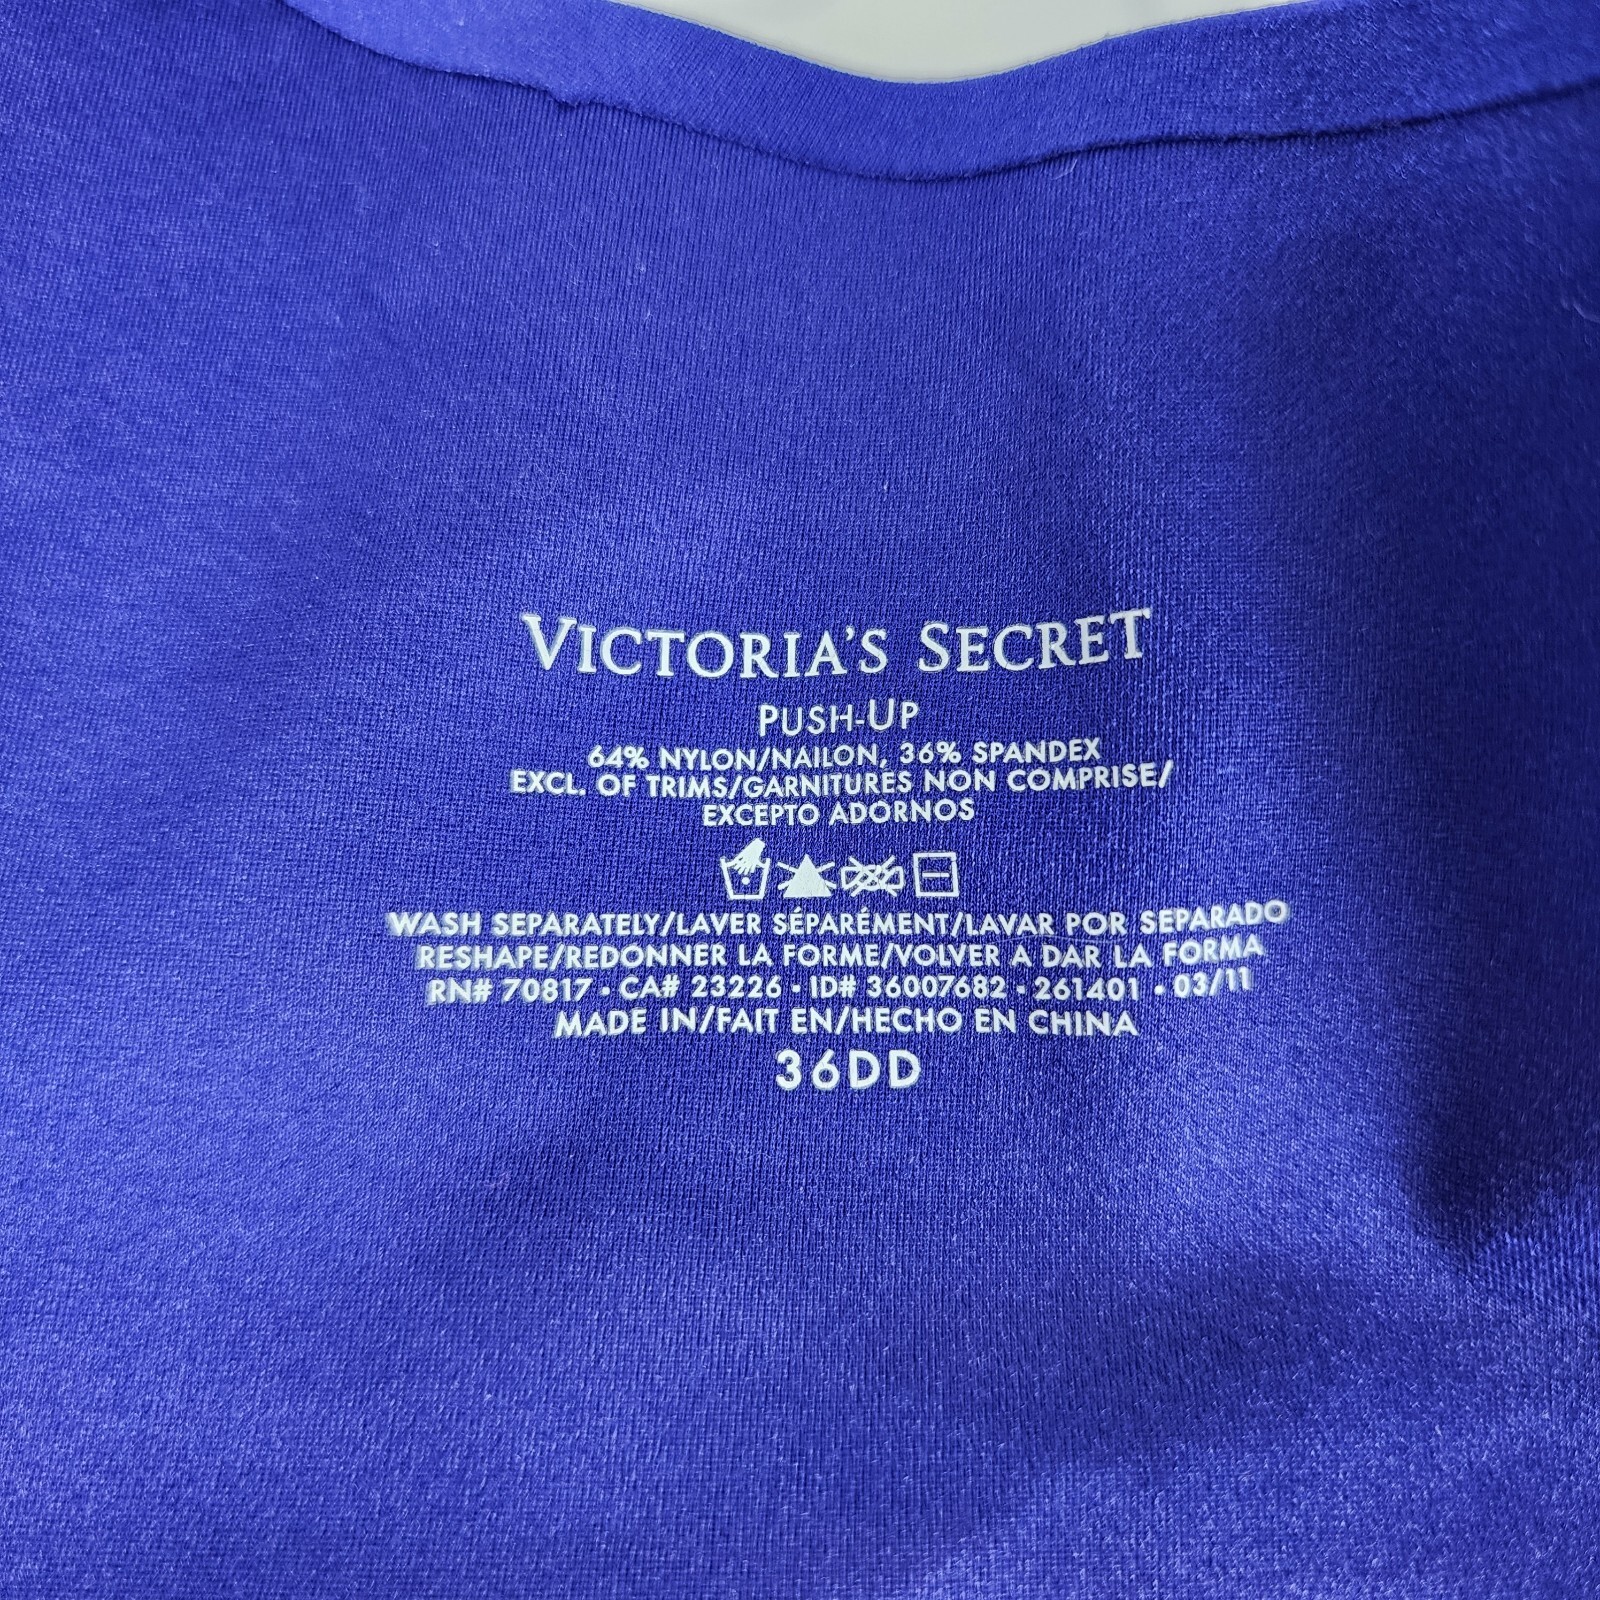 VICTORIA'S SECRET
PUSH-UP
64% NYLON/NAILON, 36% SPANDEX
EXCL. OF TRIMS/GARNITURES NON COMPRISE/
EXCEPTO ADORNOS
WASH SEPARATELY/LAVER SÉPARÉMENT/LAVAR POR SEPARADO
RESHAPE/REDONNER LA FORME/VOLVER A DAR LA FORMA
RN# 70817 • CA# 23226 • ID# 36007682 • 261401 • 03/11
MADE IN/FAIT EN/HECHO EN CHINA
36DD